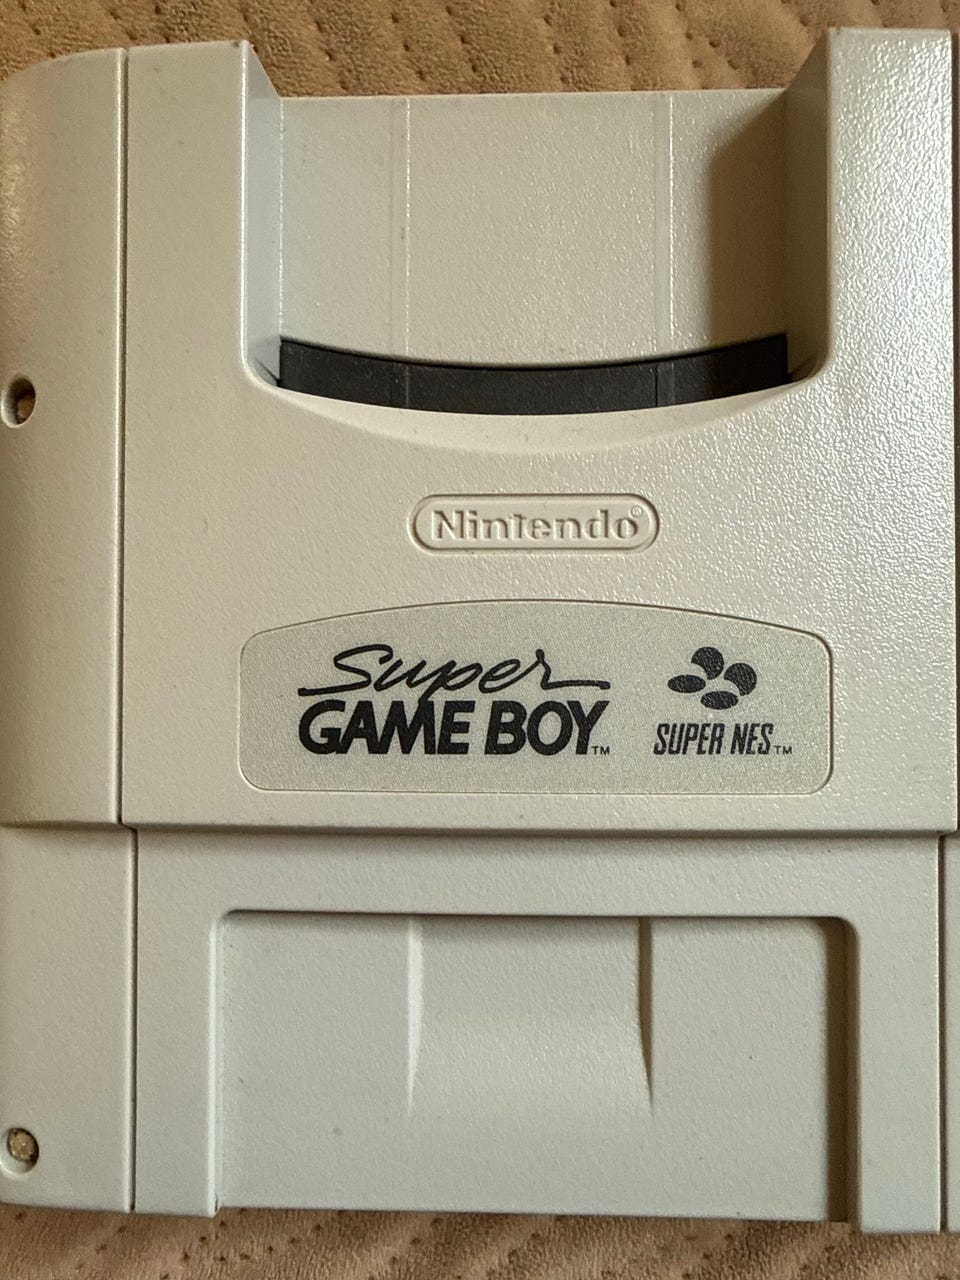 Nintendo®
Super
GAME BOY™
SUPER NES™